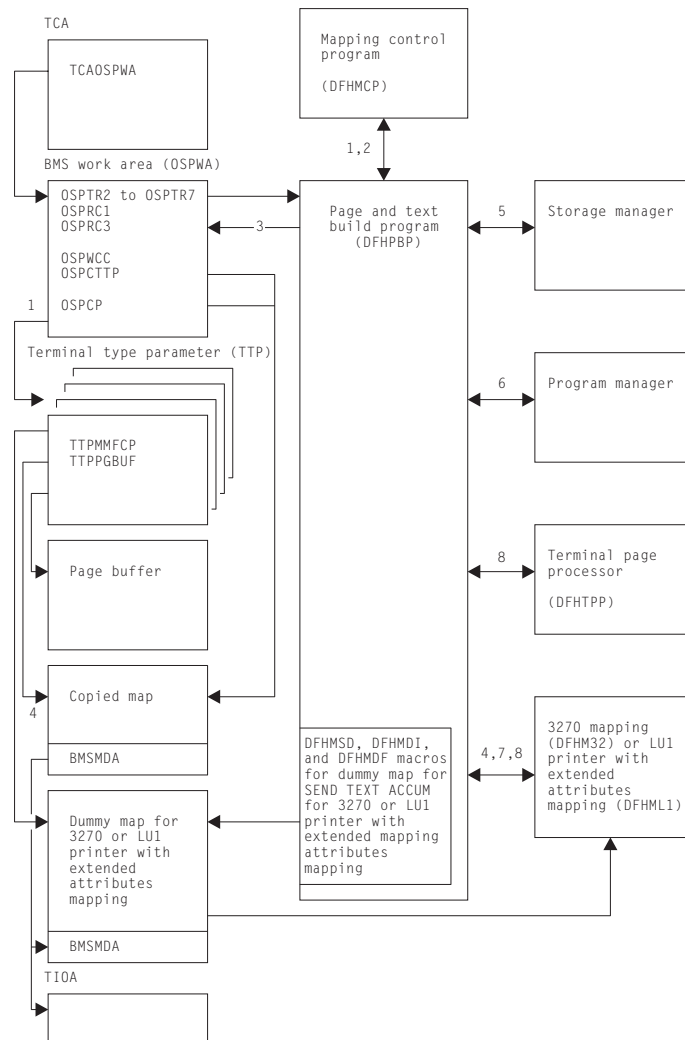 TCA
TCAOSPWA
Mapping control
program
(DFHMCP)
1,2
BMS work area (OSPWA)
OSPTR2 to OSPTR7
OSPRC1
OSPRC3
OSPWCC
OSPCTTP
OSPCP
1
3
Page and text
build program
(DFHPBP)
5
Storage manager
Terminal type parameter (TTP)
TTPMMFCP
TTPPGBUF
6
Program manager
Page buffer
8
Terminal page
processor
(DFHTPP)
Copied map
4
BMSMDA
DFHMSD, DFHMDI,
and DFHMDF macros
for dummy map for
SEND TEXT ACCUM
for 3270 or LU1
printer with
extended mapping
attributes
mapping
4,7,8
3270 mapping
(DFHM32) or LU1
printer with
extended
attributes
mapping (DFHML1)
Dummy map for
3270 or LU1
printer with
extended
attributes
mapping
BMSMDA
TIOA